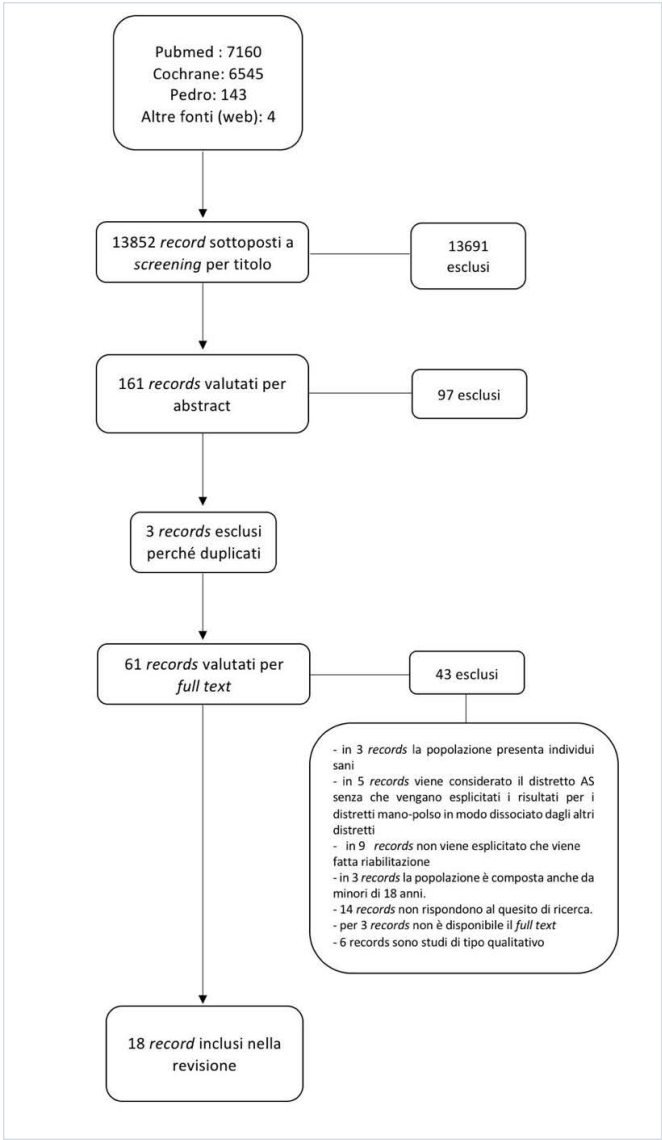 Pubmed : 7160
Cochrane: 6545
Pedro: 143
Altre fonti (web): 4
13852 record sottoposti a
screening per titolo
13691
esclusi
161 records valutati per
abstract
97 esclusi
3 records esclusi
perché duplicati
61 records valutati per
full text
43 esclusi
- in 3 records la popolazione presenta individui
sani
- in 5 records viene considerato il distretto AS
senza che vengano esplicitati i risultati per i
distretti mano-polso in modo dissociato dagli altri
distretti
- in 9 records non viene esplicitato che viene
fatta riabilitazione
- in 3 records la popolazione è composta anche da
minori di 18 anni.
- 14 records non rispondono al quesito di ricerca.
- per 3 records non è disponibile il full text
- 6 records sono studi di tipo qualitativo
18 record inclusi nella
revisione